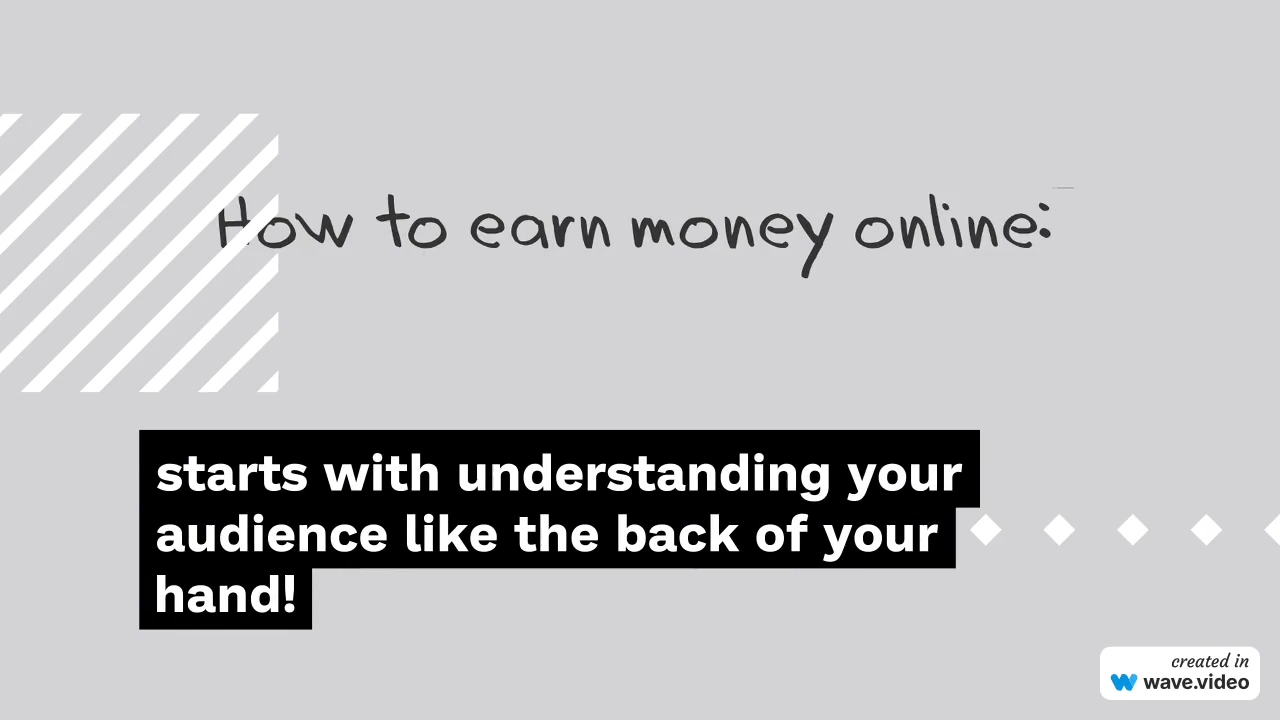 How to earn money online:
starts with understanding your
audience like the back of your
hand!
created in
wave.video